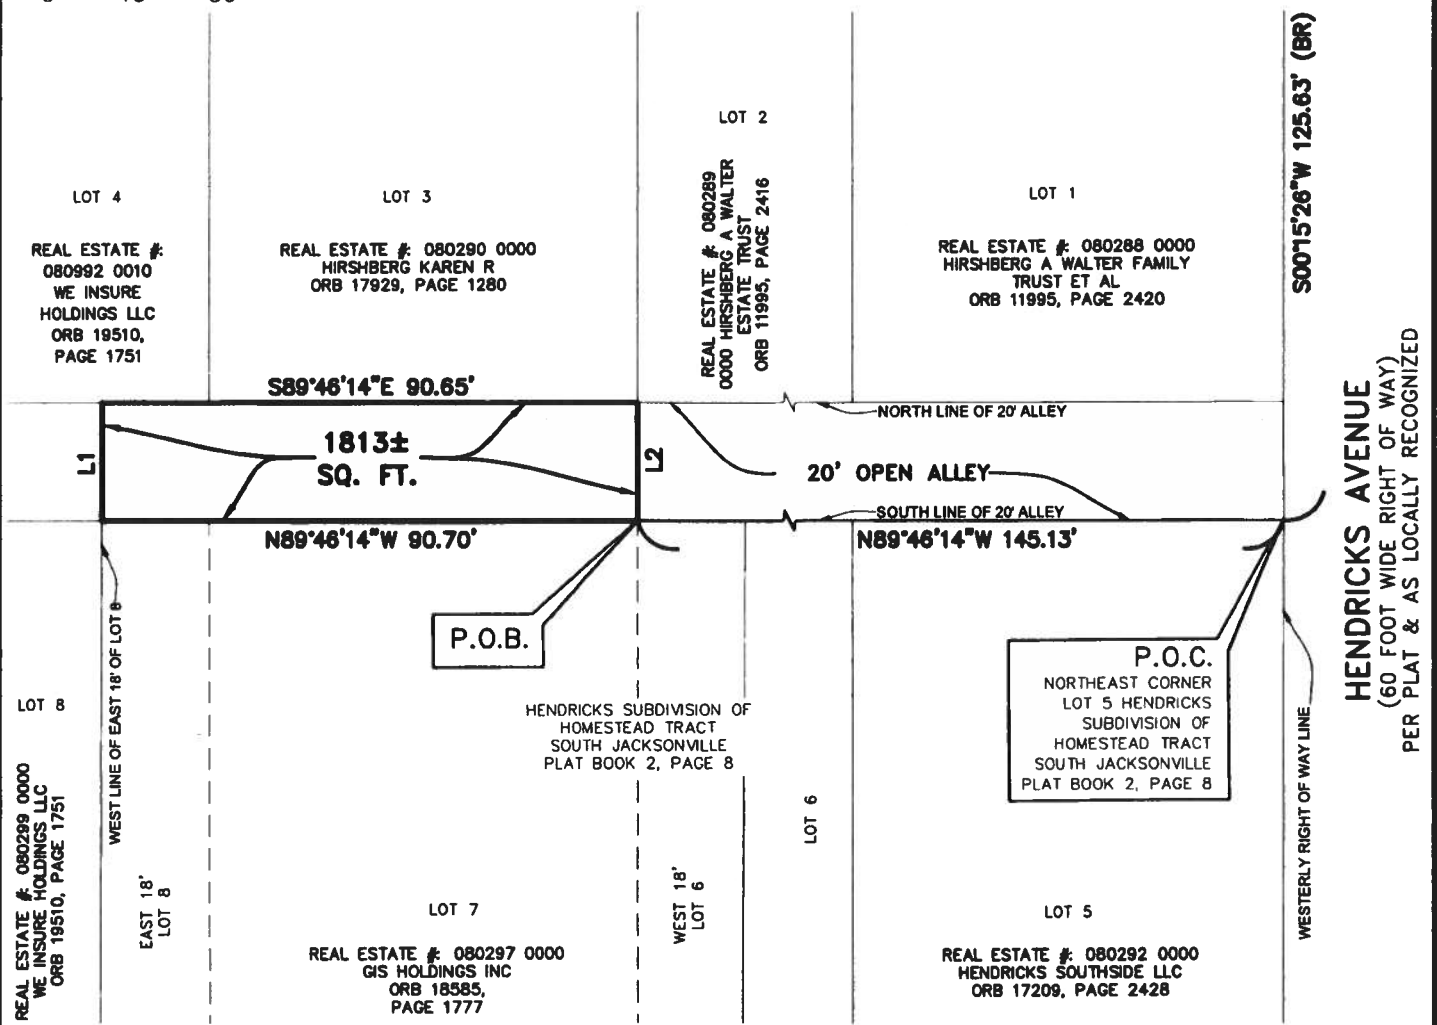 LOT 4
REAL ESTATE #:
080992 0010
WE INSURE
HOLDINGS LLC
ORB 19510,
PAGE 1751
LOT 3
REAL ESTATE #: 080290 0000
HIRSHBERG KAREN R
ORB 17929, PAGE 1280
LOT 2
REAL ESTATE #: 080289
0000 HIRSHBERG A WALTER
ESTATE TRUST
ORB 11995, PAGE 2416
LOT 1
REAL ESTATE #: 080288 0000
HIRSHBERG A WALTER FAMILY
TRUST ET AL
ORB 11995, PAGE 2420
S00°15'26"W 125.63' (BR)
HENDRICKS AVENUE
(60 FOOT WIDE RIGHT OF WAY)
PER PLAT & AS LOCALLY RECOGNIZED
S89°46'14"E 90.65'
L1
1813±
SQ. FT.
L2
NORTH LINE OF 20' ALLEY
20' OPEN ALLEY
SOUTH LINE OF 20' ALLEY
N89°46'14"W 90.70'
N89°46'14"W 145.13'
P.O.B.
P.O.C.
NORTHEAST CORNER
LOT 5 HENDRICKS
SUBDIVISION OF
HOMESTEAD TRACT
SOUTH JACKSONVILLE
PLAT BOOK 2, PAGE 8
WEST LINE OF EAST 18' OF LOT 8
HENDRICKS SUBDIVISION OF
HOMESTEAD TRACT
SOUTH JACKSONVILLE
PLAT BOOK 2, PAGE 8
WESTERLY RIGHT OF WAY LINE
LOT 8
REAL ESTATE #: 080299 0000
WE INSURE HOLDINGS LLC
ORB 19510, PAGE 1751
EAST 18'
LOT 8
LOT 7
REAL ESTATE #: 080297 0000
GIS HOLDINGS INC
ORB 18585,
PAGE 1777
WEST 18'
LOT 6
LOT 6
LOT 5
REAL ESTATE #: 080292 0000
HENDRICKS SOUTHSIDE LLC
ORB 17209, PAGE 2428